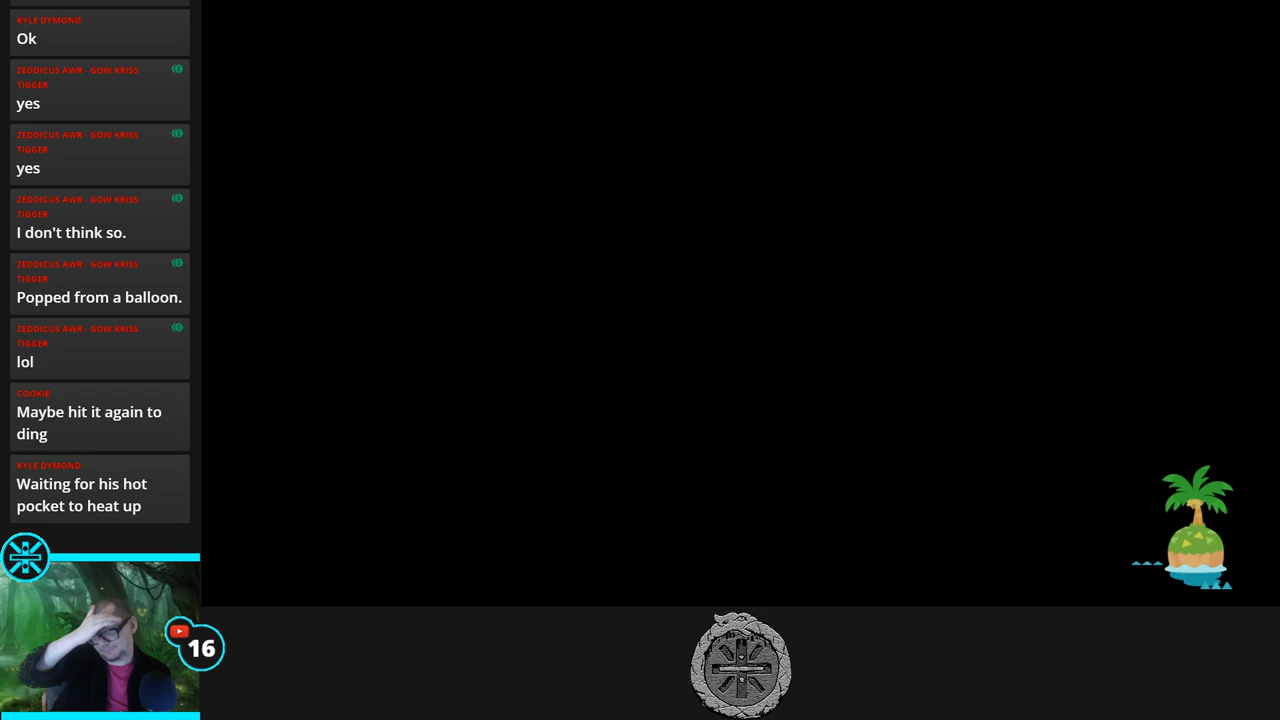 KYLE DYMOND
Ok
ZEDDICUS AWR - GOW KRISS
TIGGER
yes
ZEDDICUS AWR - GOW KRISS
TIGGER
yes
ZEDDICUS AWR - GOW KRISS
TIGGER
I don't think so.
ZEDDICUS AWR - GOW KRISS
TIGGER
Popped from a balloon.
ZEDDICUS AWR - GOW KRISS
TIGGER
lol
COOKIE
Maybe hit it again to
ding
KYLE DYMOND
Waiting for his hot
pocket to heat up
16